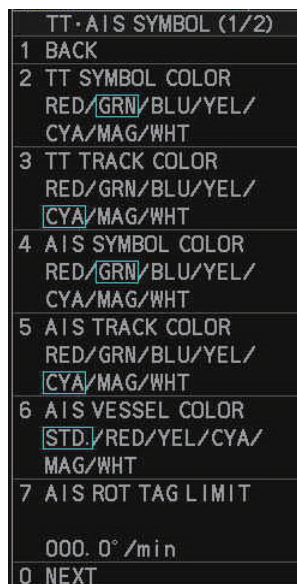 TT·AIS SYMBOL (1/2)
1 BACK
2 TT SYMBOL COLOR
RED/GRN/BLU/YEL/
CYA/MAG/WHT
3 TT TRACK COLOR
RED/GRN/BLU/YEL/
CYA/MAG/WHT
4 AIS SYMBOL COLOR
RED/GRN/BLU/YEL/
CYA/MAG/WHT
5 AIS TRACK COLOR
RED/GRN/BLU/YEL/
CYA/MAG/WHT
6 AIS VESSEL COLOR
STD./RED/YEL/CYA/
MAG/WHT
7 AIS ROT TAG LIMIT
000.0°/min
0 NEXT